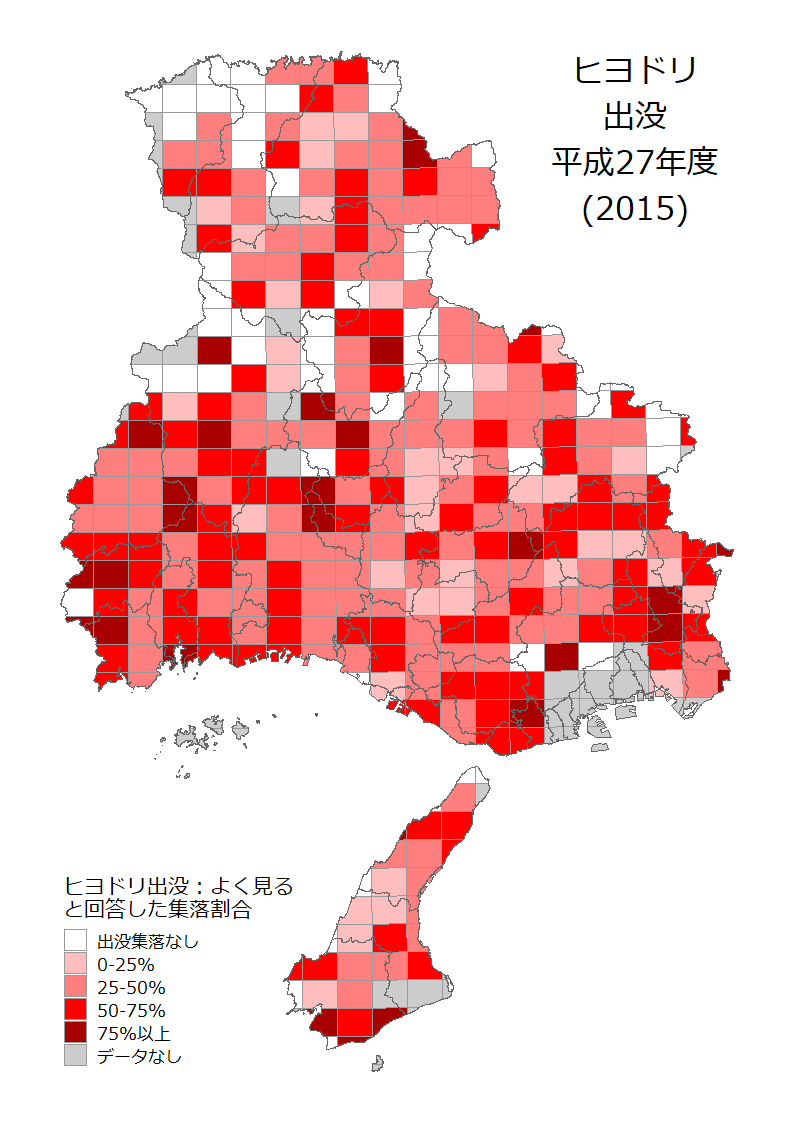 ヒヨドリ
出没
平成27年度
(2015)
ヒヨドリ出没：よく見る
と回答した集落割合
出没集落なし
0-25%
25-50%
50-75%
75%以上
データなし